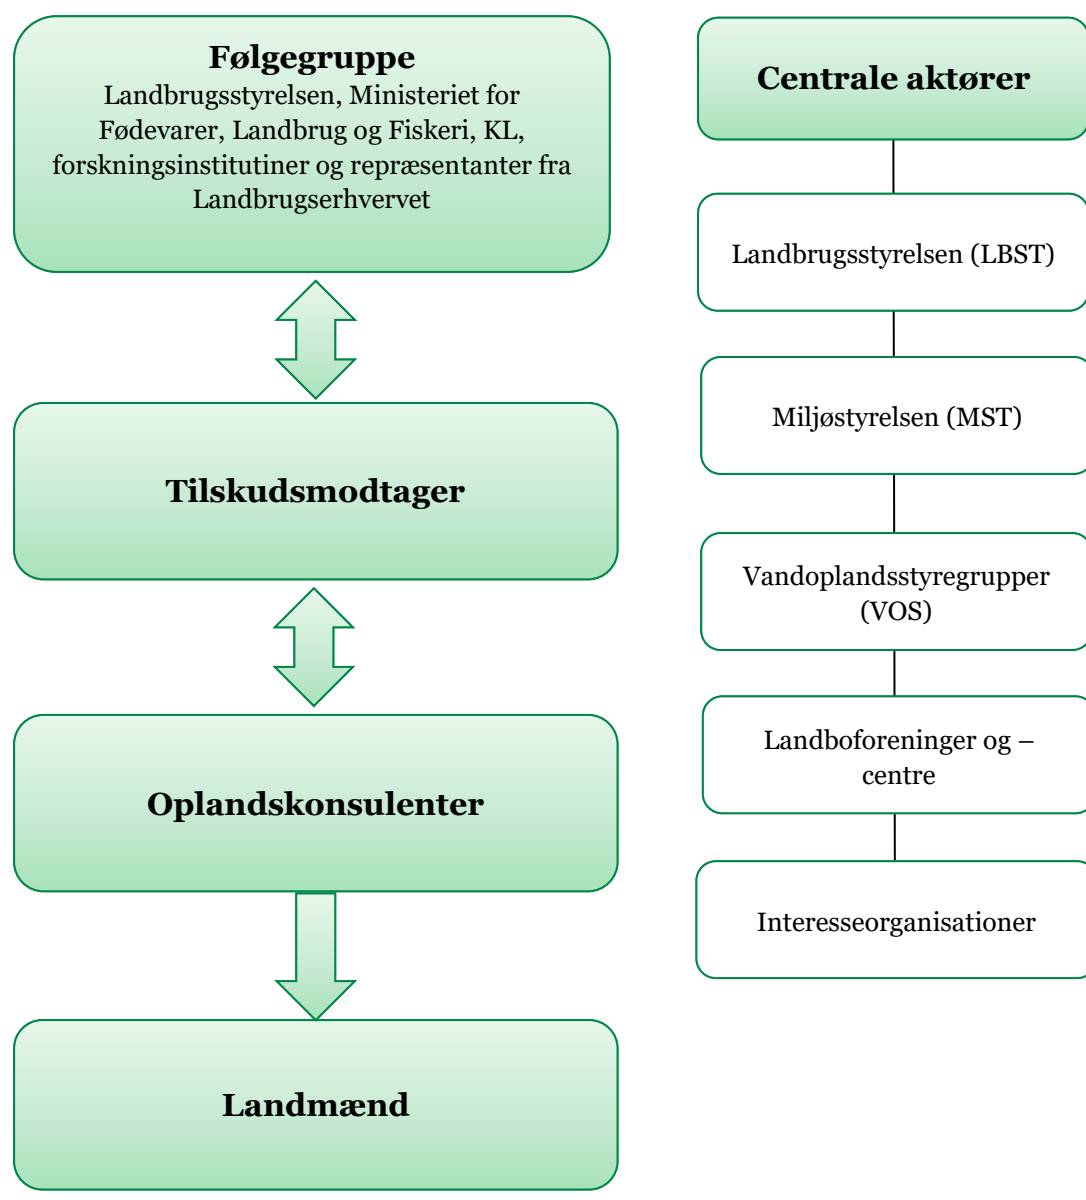 Følgegruppe
Landbrugsstyrelsen, Ministeriet for
Fødevarer, Landbrug og Fiskeri, KL,
forskningsinstitutiner og repræsentanter fra
Landbrugserhvervet
Tilskudsmodtager
Oplandskonsulenter
Landmænd
Centrale aktører
Landbrugsstyrelsen (LBST)
Miljøstyrelsen (MST)
Vandoplandsstyregrupper
(VOS)
Landboforeninger og –
centre
Interesseorganisationer